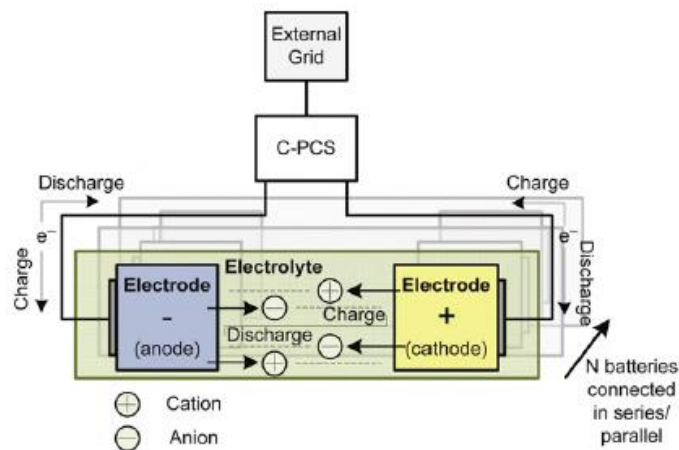 External
Grid
C-PCS
Discharge
Charge
e⁻
e⁻
Charge
Discharge
Electrolyte
Electrode
-
(anode)
Electrode
+
(cathode)
+
-
Charge
Discharge
-
+
N batteries
connected
in series/
parallel
+ Cation
- Anion